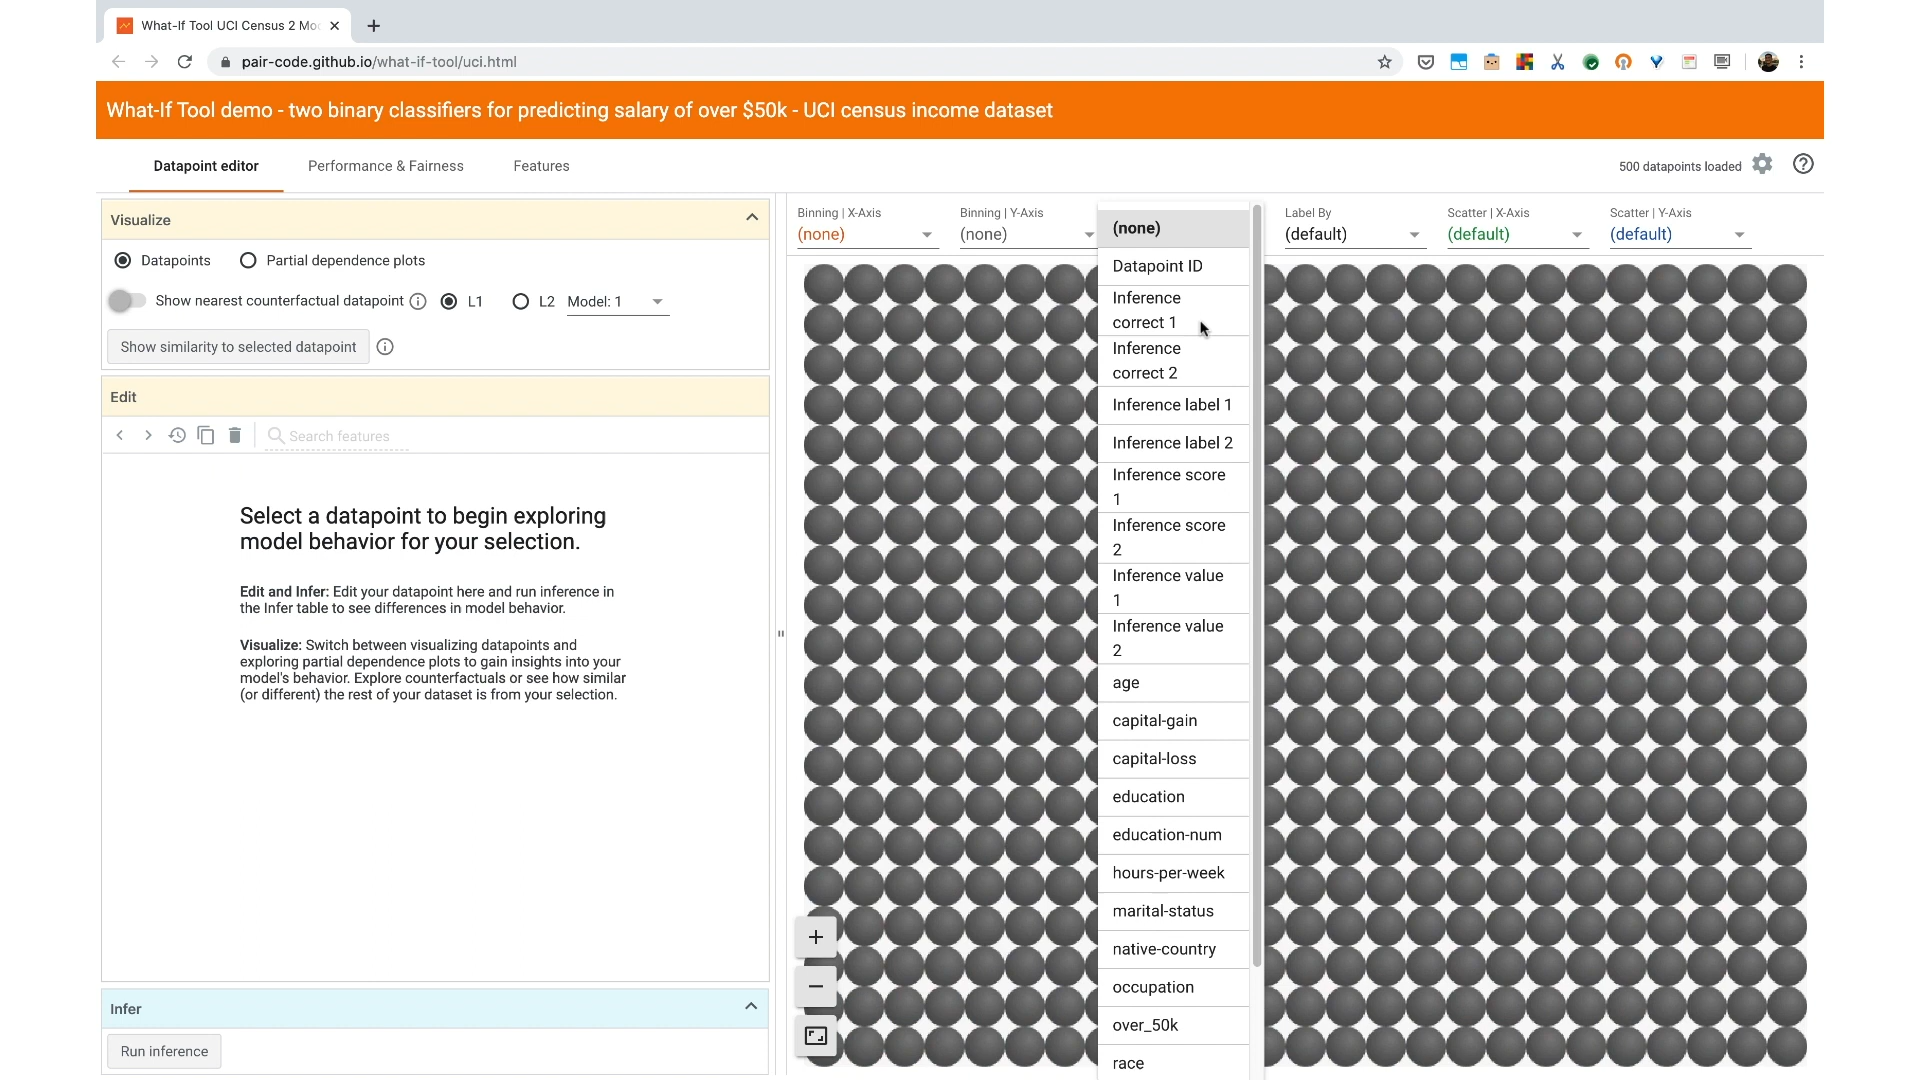 What-If Tool UCI Census 2 Mo
pair-code.github.io/what-if-tool/uci.html
What-If Tool demo - two binary classifiers for predicting salary of over $50k - UCI census income dataset
Datapoint editor
Performance & Fairness
Features
500 datapoints loaded
Visualize
Datapoints
Partial dependence plots
Show nearest counterfactual datapoint
L1
L2
Model: 1
Show similarity to selected datapoint
Edit
Search features
Select a datapoint to begin exploring
model behavior for your selection.
Edit and Infer: Edit your datapoint here and run inference in
the Infer table to see differences in model behavior.
Visualize: Switch between visualizing datapoints and
exploring partial dependence plots to gain insights into your
model's behavior. Explore counterfactuals or see how similar
(or different) the rest of your dataset is from your selection.
Infer
Run inference
Binning | X-Axis
(none)
Binning | Y-Axis
(none)
(none)
Datapoint ID
Inference
correct 1
Inference
correct 2
Inference label 1
Inference label 2
Inference score
1
Inference score
2
Inference value
1
Inference value
2
age
capital-gain
capital-loss
education
education-num
hours-per-week
marital-status
native-country
occupation
over_50k
race
Label By
(default)
Scatter | X-Axis
(default)
Scatter | Y-Axis
(default)